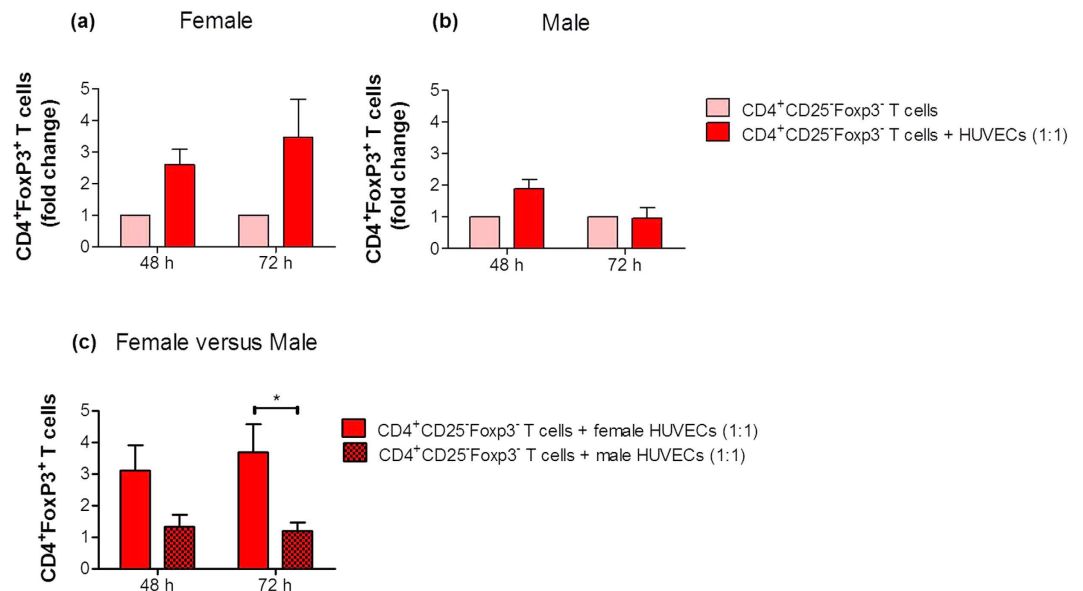 (a) Female
CD4⁺FoxP3⁺ T cells
(fold change)
5
4
3
2
1
0
48 h 72 h
(b) Male
CD4⁺FoxP3⁺ T cells
(fold change)
5
4
3
2
1
0
48 h 72 h
CD4⁺CD25⁻Foxp3⁻ T cells
CD4⁺CD25⁻Foxp3⁻ T cells + HUVECs (1:1)
(c) Female versus Male
CD4⁺FoxP3⁺ T cells
5
4
3
2
1
0
*
48 h 72 h
CD4⁺CD25⁻Foxp3⁻ T cells + female HUVECs (1:1)
CD4⁺CD25⁻Foxp3⁻ T cells + male HUVECs (1:1)